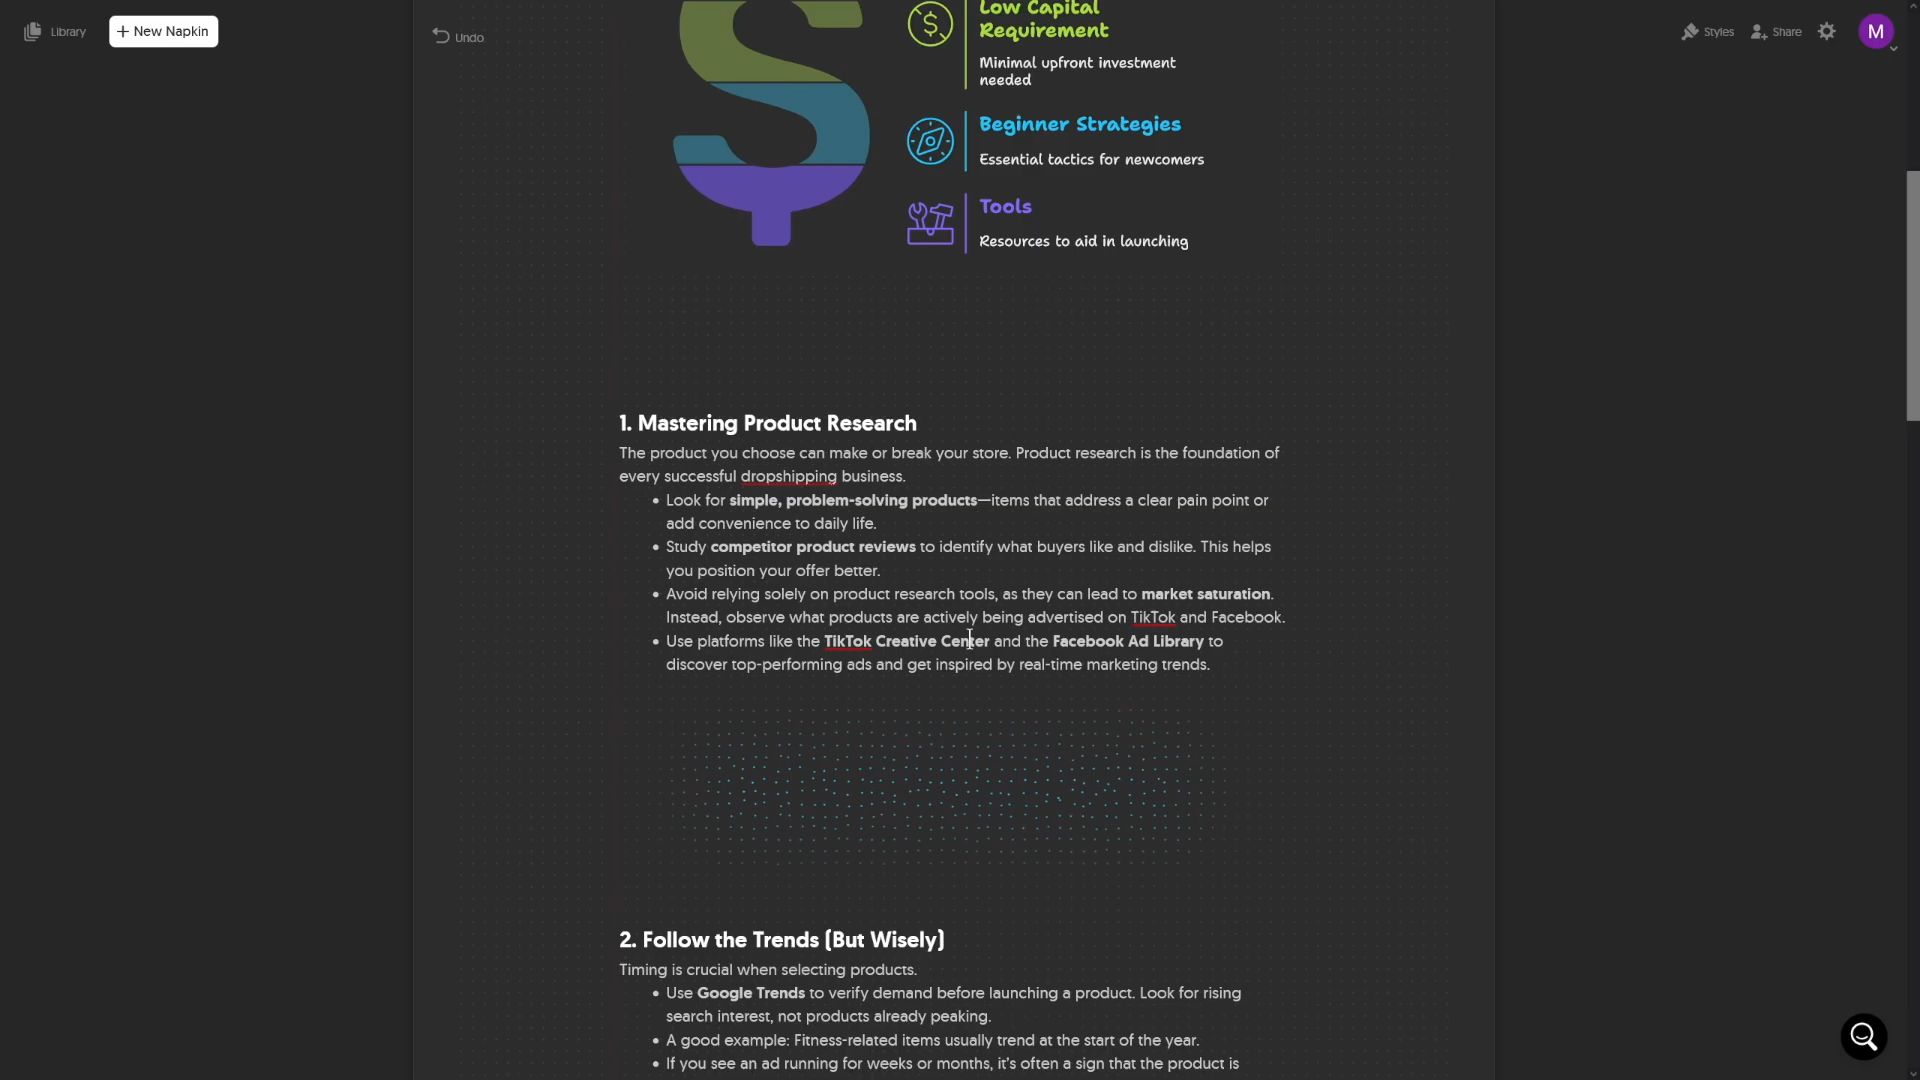 Library
+ New Napkin
Undo
Styles
Share
M
Low Capital
Requirement
Minimal upfront investment
needed
Beginner Strategies
Essential tactics for newcomers
Tools
Resources to aid in launching
1. Mastering Product Research
The product you choose can make or break your store. Product research is the foundation of
every successful dropshipping business.
• Look for simple, problem-solving products—items that address a clear pain point or
add convenience to daily life.
• Study competitor product reviews to identify what buyers like and dislike. This helps
you position your offer better.
• Avoid relying solely on product research tools, as they can lead to market saturation.
Instead, observe what products are actively being advertised on TikTok and Facebook.
• Use platforms like the TikTok Creative Center and the Facebook Ad Library to
discover top-performing ads and get inspired by real-time marketing trends.
2. Follow the Trends (But Wisely)
Timing is crucial when selecting products.
• Use Google Trends to verify demand before launching a product. Look for rising
search interest, not products already peaking.
• A good example: Fitness-related items usually trend at the start of the year.
• If you see an ad running for weeks or months, it's often a sign that the product is